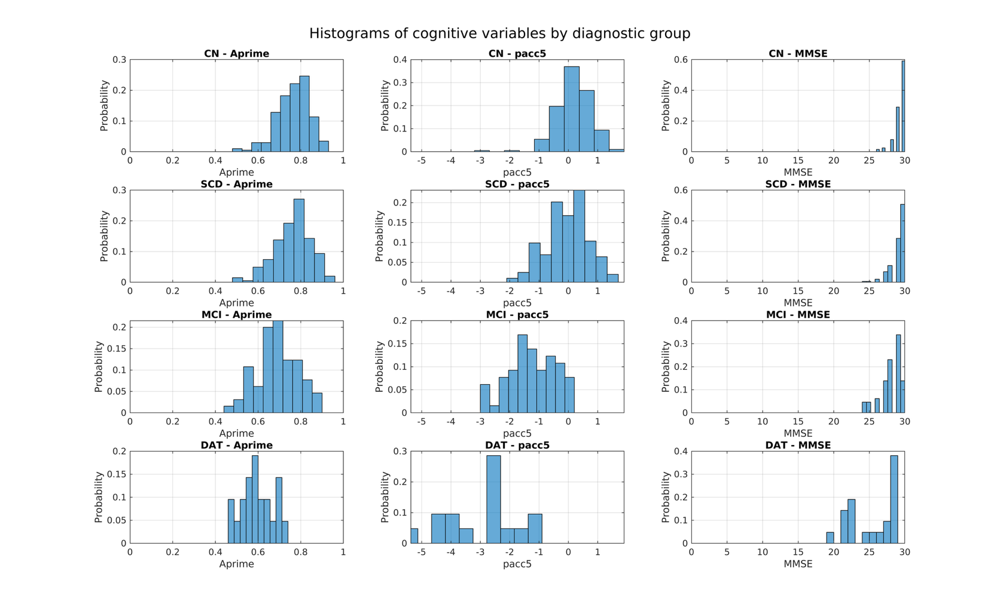 Histograms of cognitive variables by diagnostic group
CN - Aprime
Probability
0.3
0.2
0.1
0
0 0.2 0.4 0.6 0.8 1
Aprime
CN - pacc5
Probability
0.4
0.3
0.2
0.1
0
-5 -4 -3 -2 -1 0 1
pacc5
CN - MMSE
Probability
0.6
0.4
0.2
0
0 5 10 15 20 25 30
MMSE
SCD - Aprime
Probability
0.3
0.2
0.1
0
0 0.2 0.4 0.6 0.8 1
Aprime
SCD - pacc5
Probability
0.2
0.15
0.1
0.05
0
-5 -4 -3 -2 -1 0 1
pacc5
SCD - MMSE
Probability
0.6
0.4
0.2
0
0 5 10 15 20 25 30
MMSE
MCI - Aprime
Probability
0.2
0.15
0.1
0.05
0
0 0.2 0.4 0.6 0.8 1
Aprime
MCI - pacc5
Probability
0.2
0.15
0.1
0.05
0
-5 -4 -3 -2 -1 0 1
pacc5
MCI - MMSE
Probability
0.4
0.3
0.2
0.1
0
0 5 10 15 20 25 30
MMSE
DAT - Aprime
Probability
0.2
0.15
0.1
0.05
0
0 0.2 0.4 0.6 0.8 1
Aprime
DAT - pacc5
Probability
0.3
0.2
0.1
0
-5 -4 -3 -2 -1 0 1
pacc5
DAT - MMSE
Probability
0.4
0.3
0.2
0.1
0
0 5 10 15 20 25 30
MMSE